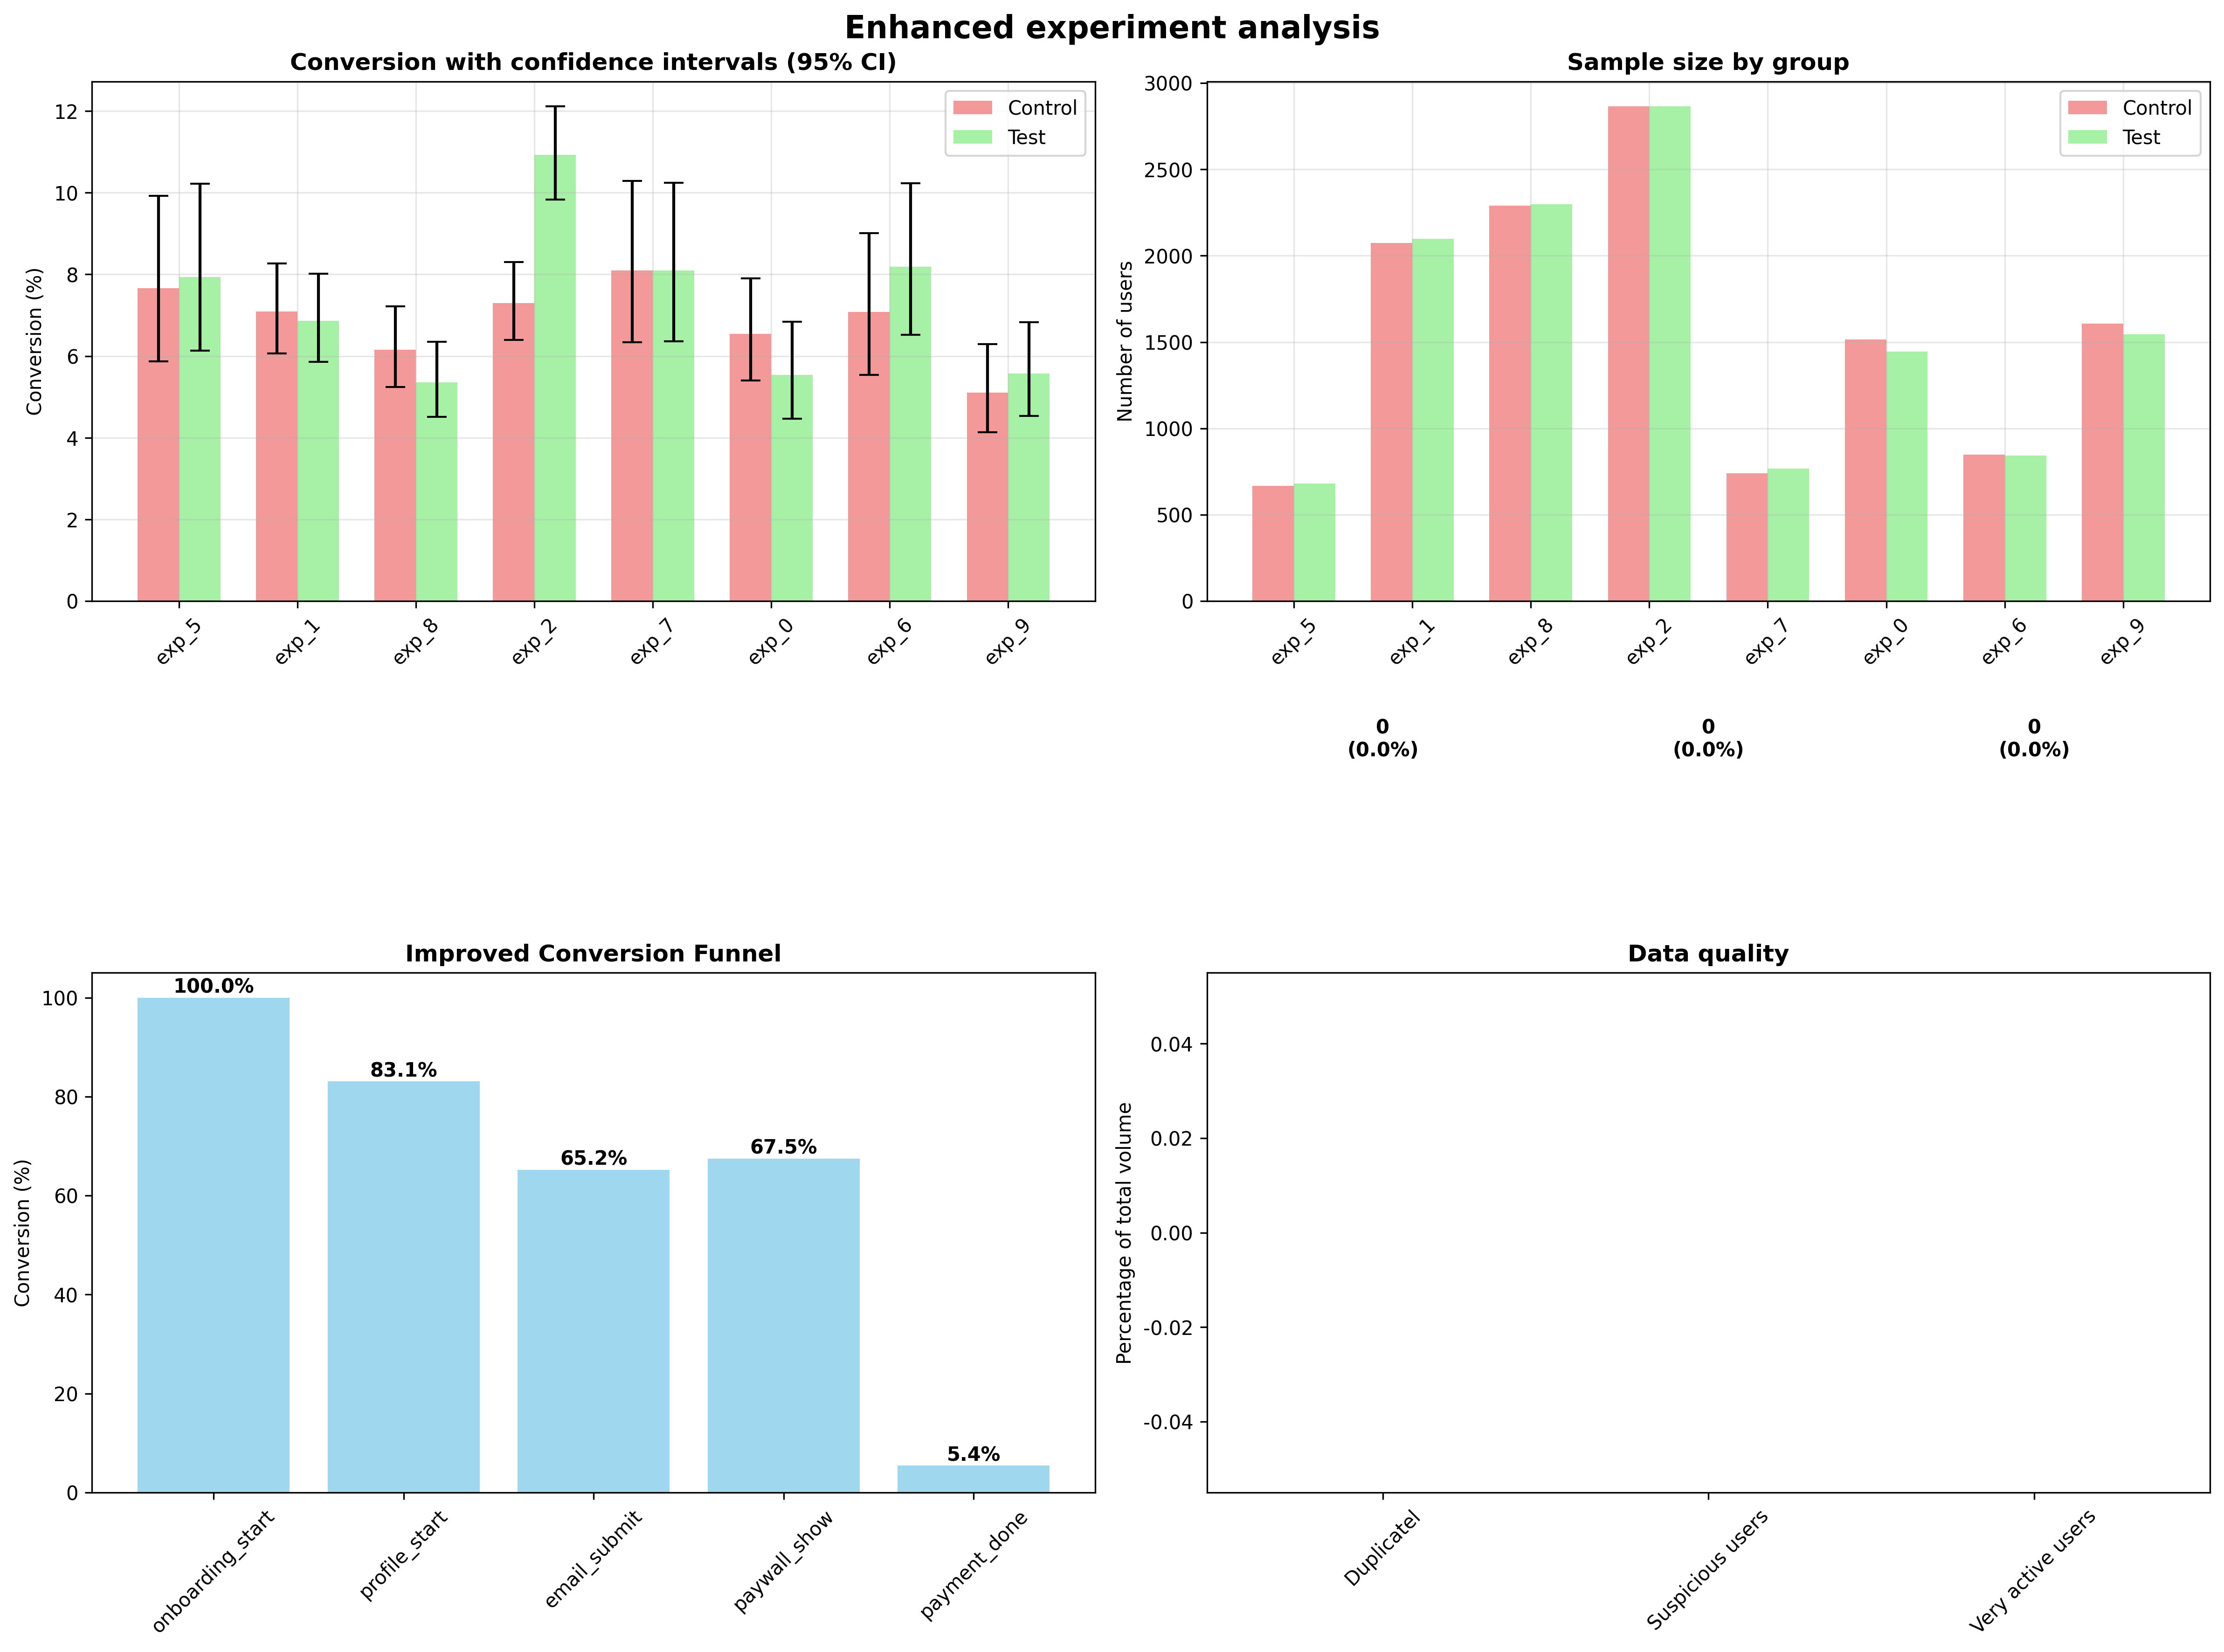 Enhanced experiment analysis
Conversion with confidence intervals (95% CI)
Conversion (%)
12
10
8
6
4
2
0
Control
Test
exp_5
exp_1
exp_8
exp_2
exp_7
exp_0
exp_6
exp_9
Sample size by group
Number of users
3000
2500
2000
1500
1000
500
0
Control
Test
exp_5
exp_1
exp_8
exp_2
exp_7
exp_0
exp_6
exp_9
Improved Conversion Funnel
Conversion (%)
100
80
60
40
20
0
100.0%
83.1%
65.2%
67.5%
5.4%
onboarding_start
profile_start
email_submit
paywall_show
payment_done
0
(0.0%)
0
(0.0%)
0
(0.0%)
Data quality
Percentage of total volume
0.04
0.02
0.00
-0.02
-0.04
Duplicatel
Suspicious users
Very active users